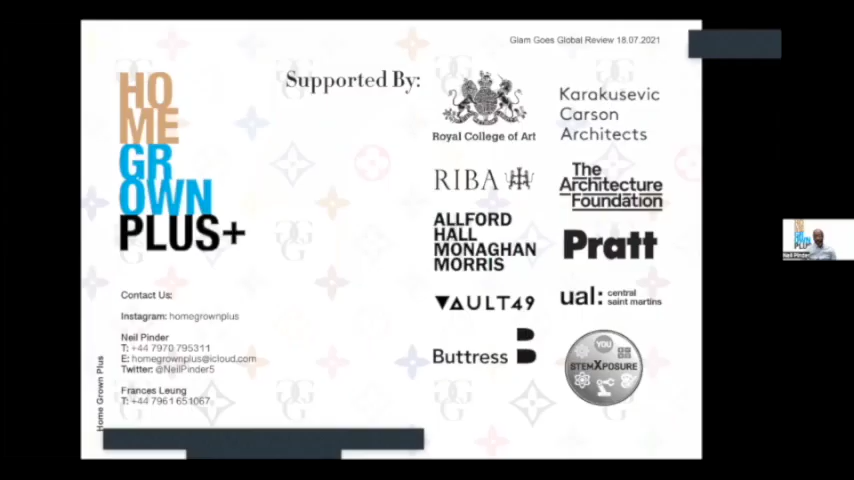 Glam Goes Global Review 18.07.2021
HO
ME
GR
OWN
PLUS+
Supported By:
Royal College of Art
Karakusevic
Carson
Architects
RIBA
The
Architecture
Foundation
ALLFORD
HALL
MONAGHAN
MORRIS
Pratt
VAULT49
ual: central
saint martins
Buttress
YOU
STEMXPOSURE
Contact Us:
Instagram: homegrownplus
Neil Pinder
T: +44 7970 795311
E: homegrownplus@icloud.com
Twitter: @NeilPinder5
Frances Leung
T: +44 7961 651067
Home Grown Plus
Neil Pinder